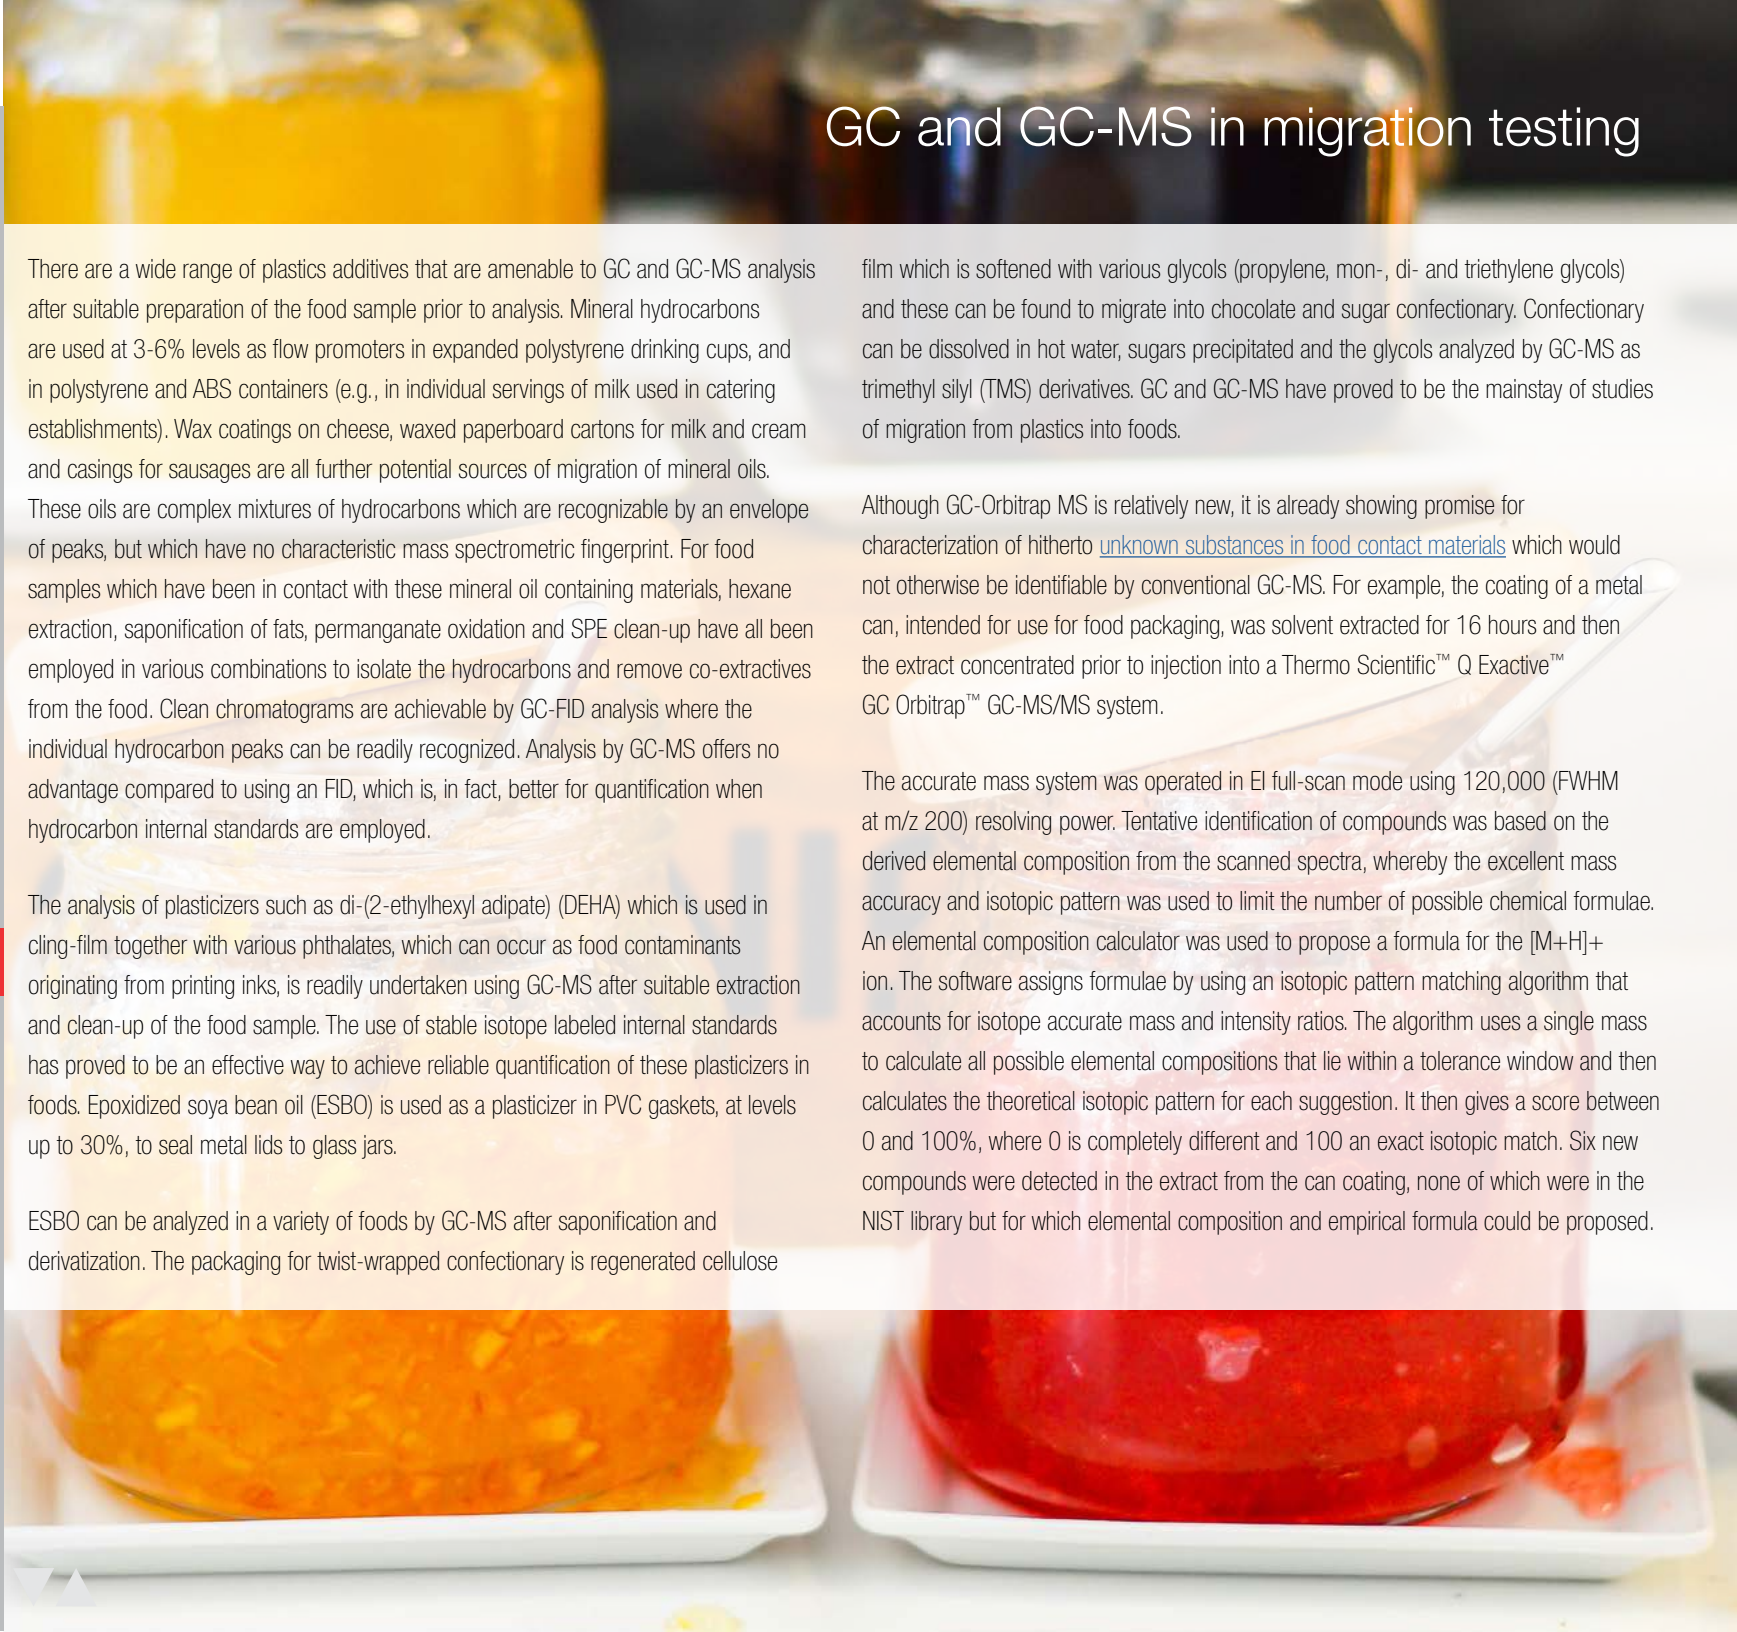 GC and GC-MS in migration testing
There are a wide range of plastics additives that are amenable to GC and GC-MS analysis
after suitable preparation of the food sample prior to analysis. Mineral hydrocarbons
are used at 3-6% levels as flow promoters in expanded polystyrene drinking cups, and
in polystyrene and ABS containers (e.g., in individual servings of milk used in catering
establishments). Wax coatings on cheese, waxed paperboard cartons for milk and cream
and casings for sausages are all further potential sources of migration of mineral oils.
These oils are complex mixtures of hydrocarbons which are recognizable by an envelope
of peaks, but which have no characteristic mass spectrometric fingerprint. For food
samples which have been in contact with these mineral oil containing materials, hexane
extraction, saponification of fats, permanganate oxidation and SPE clean-up have all been
employed in various combinations to isolate the hydrocarbons and remove co-extractives
from the food. Clean chromatograms are achievable by GC-FID analysis where the
individual hydrocarbon peaks can be readily recognized. Analysis by GC-MS offers no
advantage compared to using an FID, which is, in fact, better for quantification when
hydrocarbon internal standards are employed.
The analysis of plasticizers such as di-(2-ethylhexyl adipate) (DEHA) which is used in
cling-film together with various phthalates, which can occur as food contaminants
originating from printing inks, is readily undertaken using GC-MS after suitable extraction
and clean-up of the food sample. The use of stable isotope labeled internal standards
has proved to be an effective way to achieve reliable quantification of these plasticizers in
foods. Epoxidized soya bean oil (ESBO) is used as a plasticizer in PVC gaskets, at levels
up to 30%, to seal metal lids to glass jars.
ESBO can be analyzed in a variety of foods by GC-MS after saponification and
derivatization. The packaging for twist-wrapped confectionary is regenerated cellulose
film which is softened with various glycols (propylene, mon-, di- and triethylene glycols)
and these can be found to migrate into chocolate and sugar confectionary. Confectionary
can be dissolved in hot water, sugars precipitated and the glycols analyzed by GC-MS as
trimethyl silyl (TMS) derivatives. GC and GC-MS have proved to be the mainstay of studies
of migration from plastics into foods.
Although GC-Orbitrap MS is relatively new, it is already showing promise for
characterization of hitherto unknown substances in food contact materials which would
not otherwise be identifiable by conventional GC-MS. For example, the coating of a metal
can, intended for use for food packaging, was solvent extracted for 16 hours and then
the extract concentrated prior to injection into a Thermo Scientific™ Q Exactive™
GC Orbitrap™ GC-MS/MS system.
The accurate mass system was operated in EI full-scan mode using 120,000 (FWHM
at m/z 200) resolving power. Tentative identification of compounds was based on the
derived elemental composition from the scanned spectra, whereby the excellent mass
accuracy and isotopic pattern was used to limit the number of possible chemical formulae.
An elemental composition calculator was used to propose a formula for the [M+H]+
ion. The software assigns formulae by using an isotopic pattern matching algorithm that
accounts for isotope accurate mass and intensity ratios. The algorithm uses a single mass
to calculate all possible elemental compositions that lie within a tolerance window and then
calculates the theoretical isotopic pattern for each suggestion. It then gives a score between
0 and 100%, where 0 is completely different and 100 an exact isotopic match. Six new
compounds were detected in the extract from the can coating, none of which were in the
NIST library but for which elemental composition and empirical formula could be proposed.